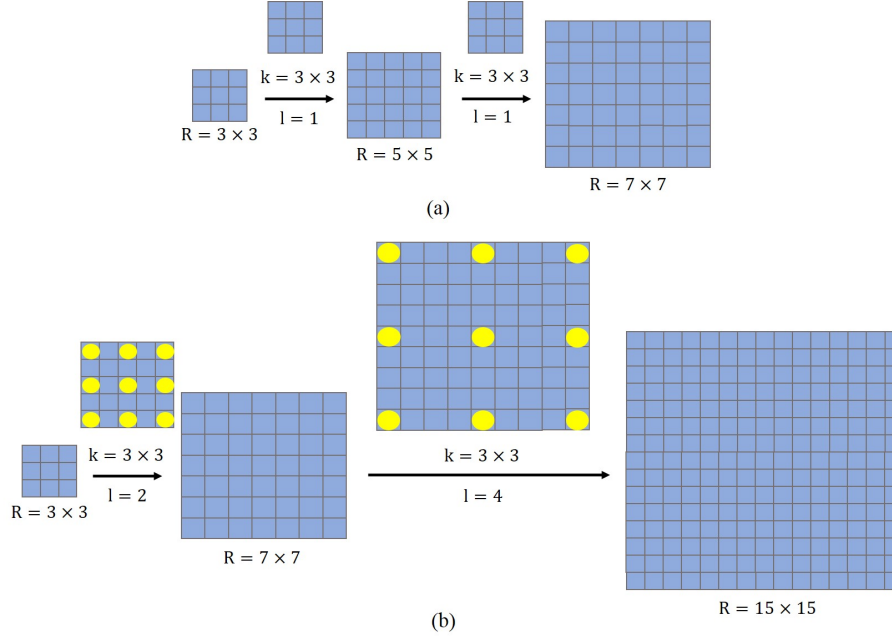 k = 3 × 3
l = 1
R = 3 × 3
k = 3 × 3
l = 1
R = 5 × 5
R = 7 × 7
(a)
k = 3 × 3
l = 2
R = 3 × 3
R = 7 × 7
k = 3 × 3
l = 4
R = 15 × 15
(b)